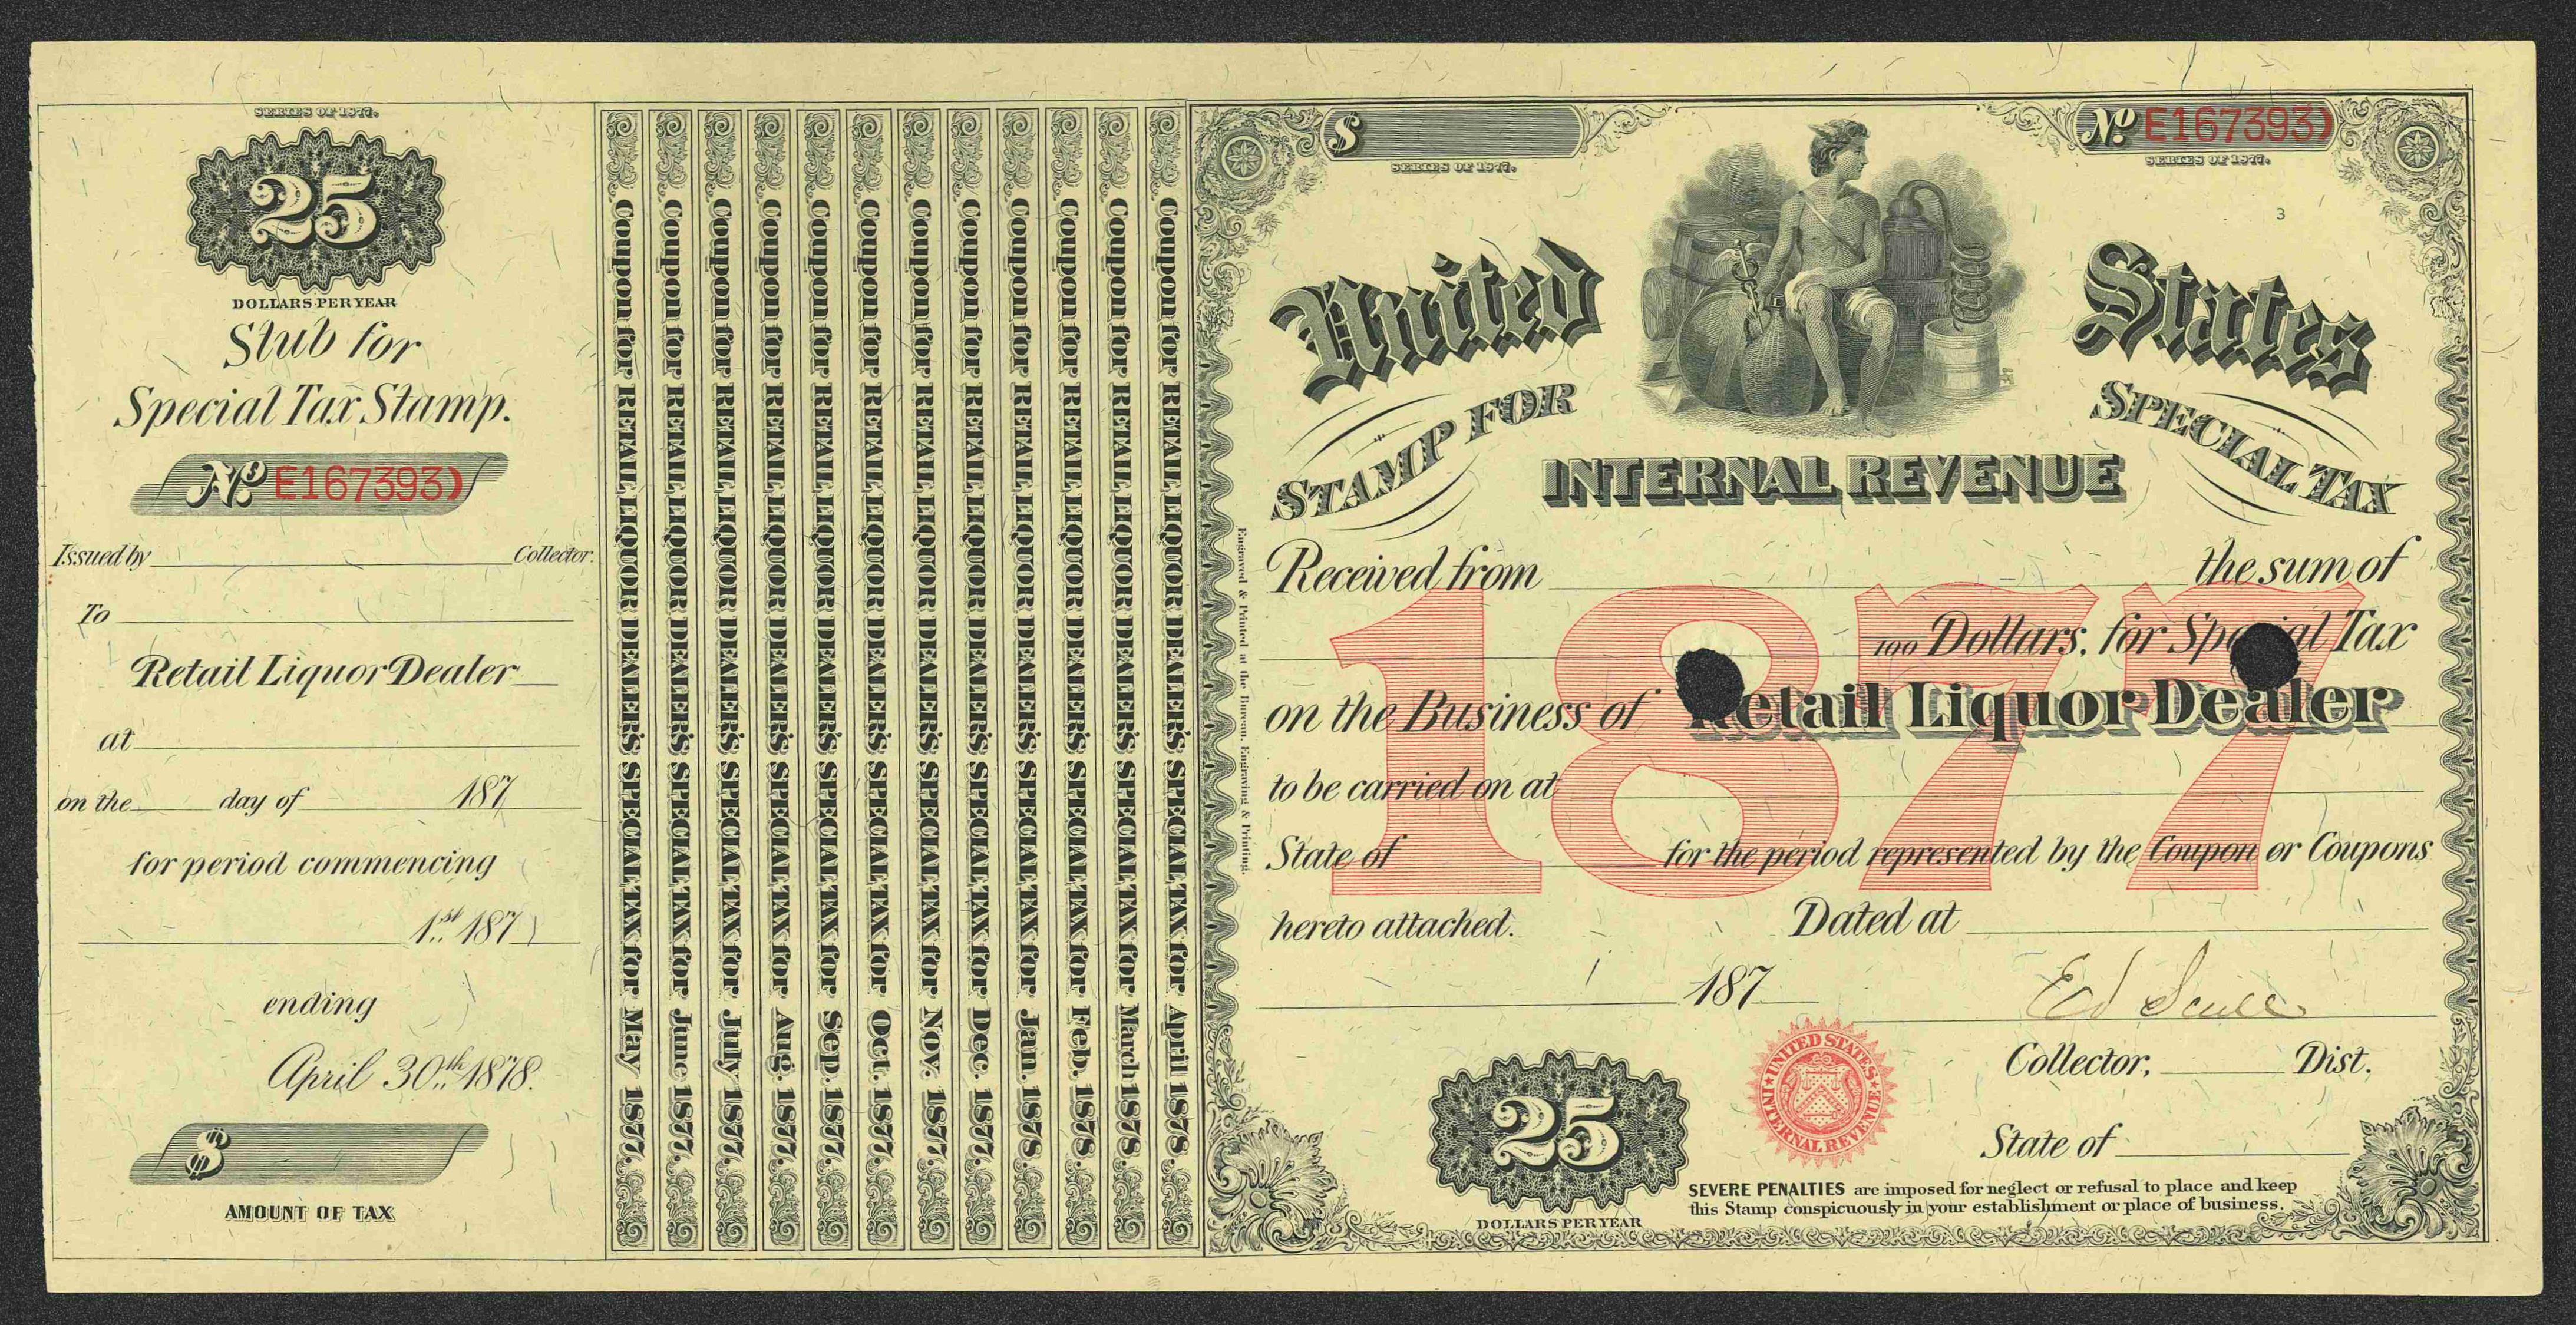 SERIES OF 1877.
25
DOLLARS PER YEAR
Stub for
Special Tax Stamp.
No. E167393)
Issued by Collector.
To
Retail Liquor Dealer
at
on the day of 187
for period commencing
1st 187
ending
April 30th 1878.
$
AMOUNT OF TAX
Coupon for RETAIL LIQUOR DEALER'S SPECIAL TAX for May 1877.
Coupon for RETAIL LIQUOR DEALER'S SPECIAL TAX for June 1877.
Coupon for RETAIL LIQUOR DEALER'S SPECIAL TAX for July 1877.
Coupon for RETAIL LIQUOR DEALER'S SPECIAL TAX for Aug. 1877.
Coupon for RETAIL LIQUOR DEALER'S SPECIAL TAX for Sep. 1877.
Coupon for RETAIL LIQUOR DEALER'S SPECIAL TAX for Oct. 1877.
Coupon for RETAIL LIQUOR DEALER'S SPECIAL TAX for Nov. 1877.
Coupon for RETAIL LIQUOR DEALER'S SPECIAL TAX for Dec. 1877.
Coupon for RETAIL LIQUOR DEALER'S SPECIAL TAX for Jan. 1878.
Coupon for RETAIL LIQUOR DEALER'S SPECIAL TAX for Feb. 1878.
Coupon for RETAIL LIQUOR DEALER'S SPECIAL TAX for March 1878.
Coupon for RETAIL LIQUOR DEALER'S SPECIAL TAX for April 1878.
Engraved & Printed at the Bureau, Engraving & Printing.
$
SERIES OF 1877.
No. E167393)
SERIES OF 1877.
3
United States
STAMP FOR SPECIAL TAX
INTERNAL REVENUE
Received from the sum of
100 Dollars, for Special Tax
on the Business of Retail Liquor Dealer
1877
to be carried on at
State of for the period represented by the Coupon or Coupons
hereto attached. Dated at
187
Ed
Collector, Dist.
State of
UNITED STATES INTERNAL REVENUE
25
DOLLARS PER YEAR
SEVERE PENALTIES are imposed for neglect or refusal to place and keep
this Stamp conspicuously in your establishment or place of business.